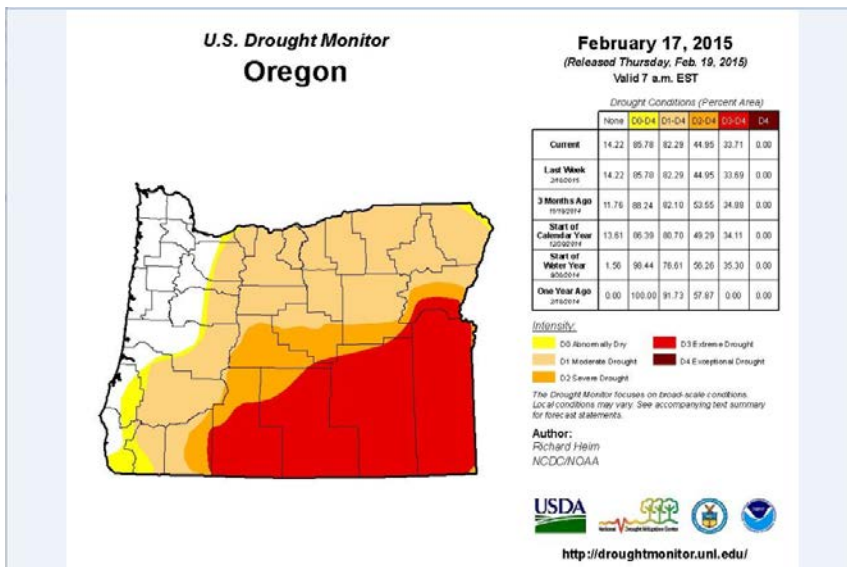 U.S. Drought Monitor
Oregon
February 17, 2015
(Released Thursday, Feb. 19, 2015)
Valid 7 a.m. EST
Drought Conditions (Percent Area)
None D0-D4 D1-D4 D2-D4 D3-D4 D4
Current 14.22 85.78 82.29 44.95 33.71 0.00
Last Week 14.22 85.78 82.29 44.95 33.69 0.00
3 Months Ago 11.76 88.24 82.10 53.55 34.88 0.00
Start of
Calendar Year 13.61 86.39 80.70 49.29 34.11 0.00
Start of
Water Year 1.56 98.44 76.61 56.26 35.30 0.00
One Year Ago 0.00 100.00 91.73 57.87 0.00 0.00
Intensity:
D0 Abnormally Dry D3 Extreme Drought
D1 Moderate Drought D4 Exceptional Drought
D2 Severe Drought
The Drought Monitor focuses on broad-scale conditions.
Local conditions may vary. See accompanying text summary
for forecast statements.
Author:
Richard Heim
NCDC/NOAA
USDA
National Drought Mitigation Center
http://droughtmonitor.unl.edu/